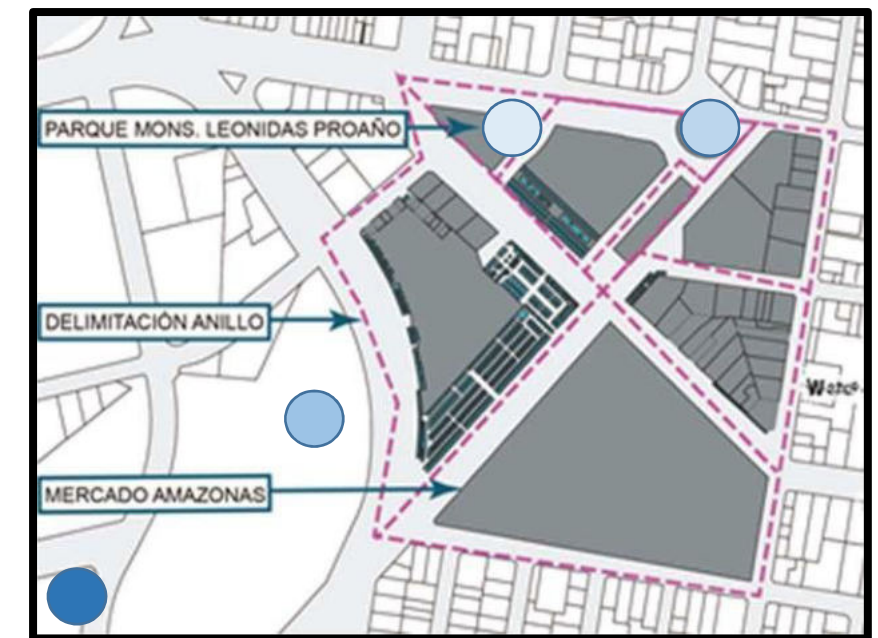 PARQUE MONS. LEONIDAS PROAÑO
DELIMITACIÓN ANILLO
MERCADO AMAZONAS